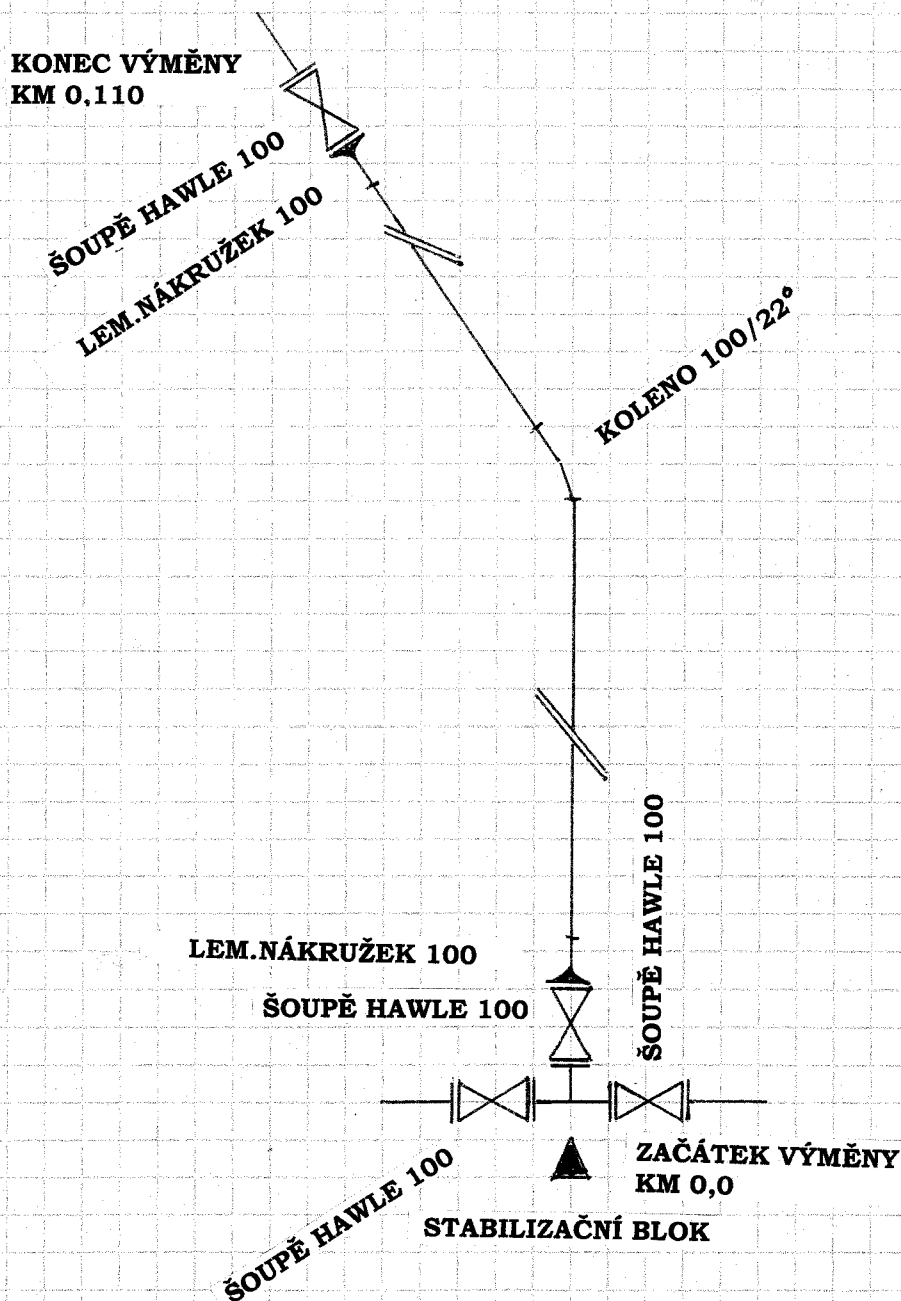 KONEC VÝMĚNY
KM 0,110
ŠOUPĚ HAWLE 100
LEM.NÁKRUŽEK 100
KOLENO 100/22°
ŠOUPĚ HAWLE 100
LEM.NÁKRUŽEK 100
ŠOUPĚ HAWLE 100
ZAČÁTEK VÝMĚNY
KM 0,0
ŠOUPĚ HAWLE 100
STABILIZAČNÍ BLOK